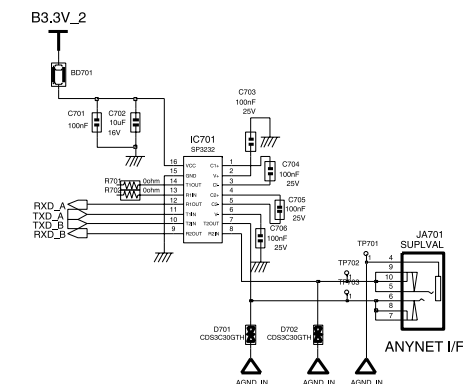 B3.3V_2
BD701
C701
100nF
C702
10uF
16V
C703
100nF
25V
IC701
SP3232
16 VCC C1+ 1
15 GND V+ 2
14 T1OUT C1- 3
13 R1IN C2+ 4
12 R1OUT C2- 5
11 T1IN V- 6
10 T2IN T2OUT 7
9 R2OUT R2IN 8
R701 0ohm
R702 0ohm
RXD_A
TXD_A
TXD_B
RXD_B
C704
100nF
25V
C705
100nF
25V
C706
100nF
25V
TP701
1
TP702
1
TP703
1
JA701
SUPLVAL
4
9
10
5
6
8
7
ANYNET I/F
D701
CDS3C30GTH
D702
CDS3C30GTH
AGND_IN AGND_IN AGND_IN